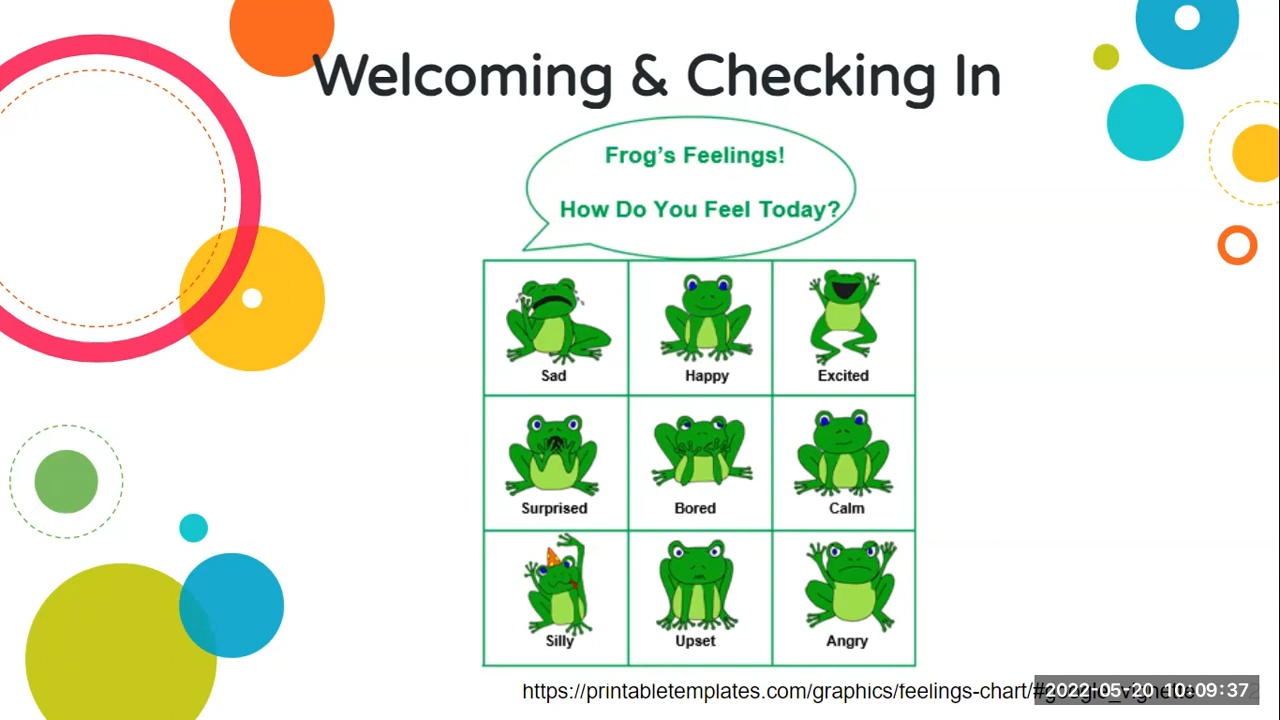 Welcoming & Checking In
Frog's Feelings!
How Do You Feel Today?
Sad Happy Excited
Surprised Bored Calm
Silly Upset Angry
https://printabletemplates.com/graphics/feelings-chart/#google_vignette
2022-05-20 10:09:37